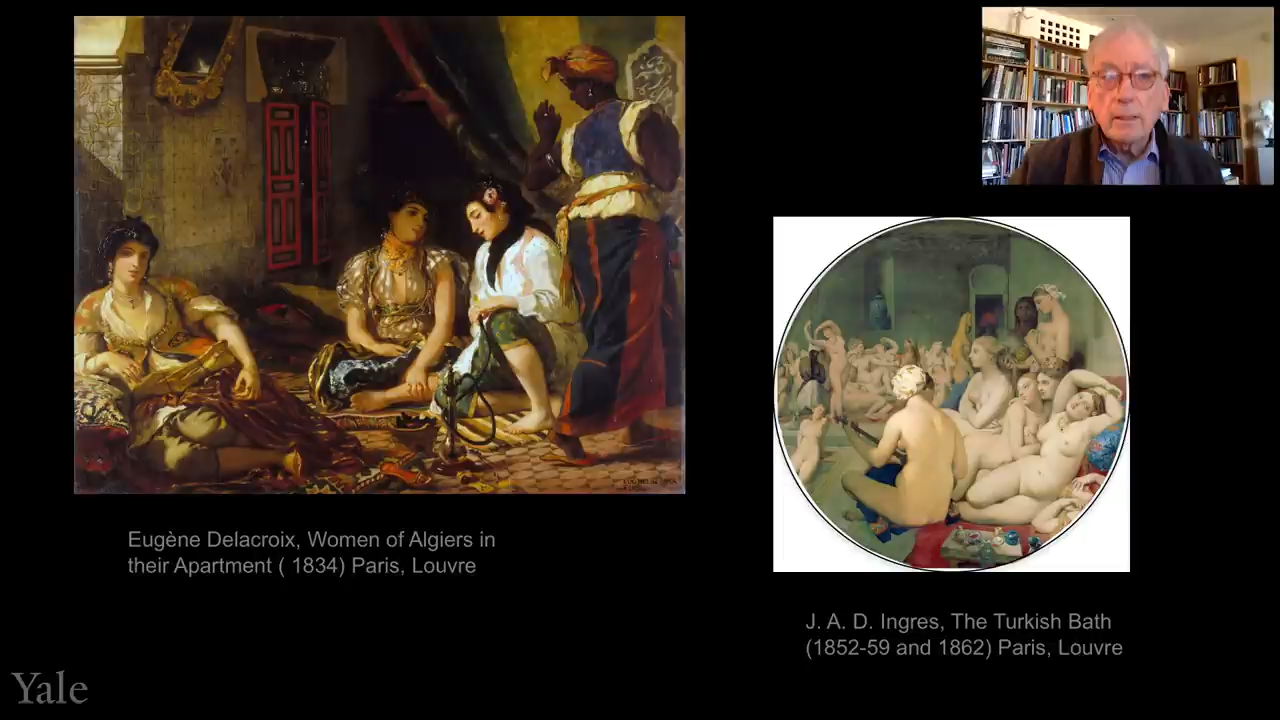 Eugène Delacroix, Women of Algiers in
their Apartment ( 1834) Paris, Louvre
J. A. D. Ingres, The Turkish Bath
(1852-59 and 1862) Paris, Louvre
Yale